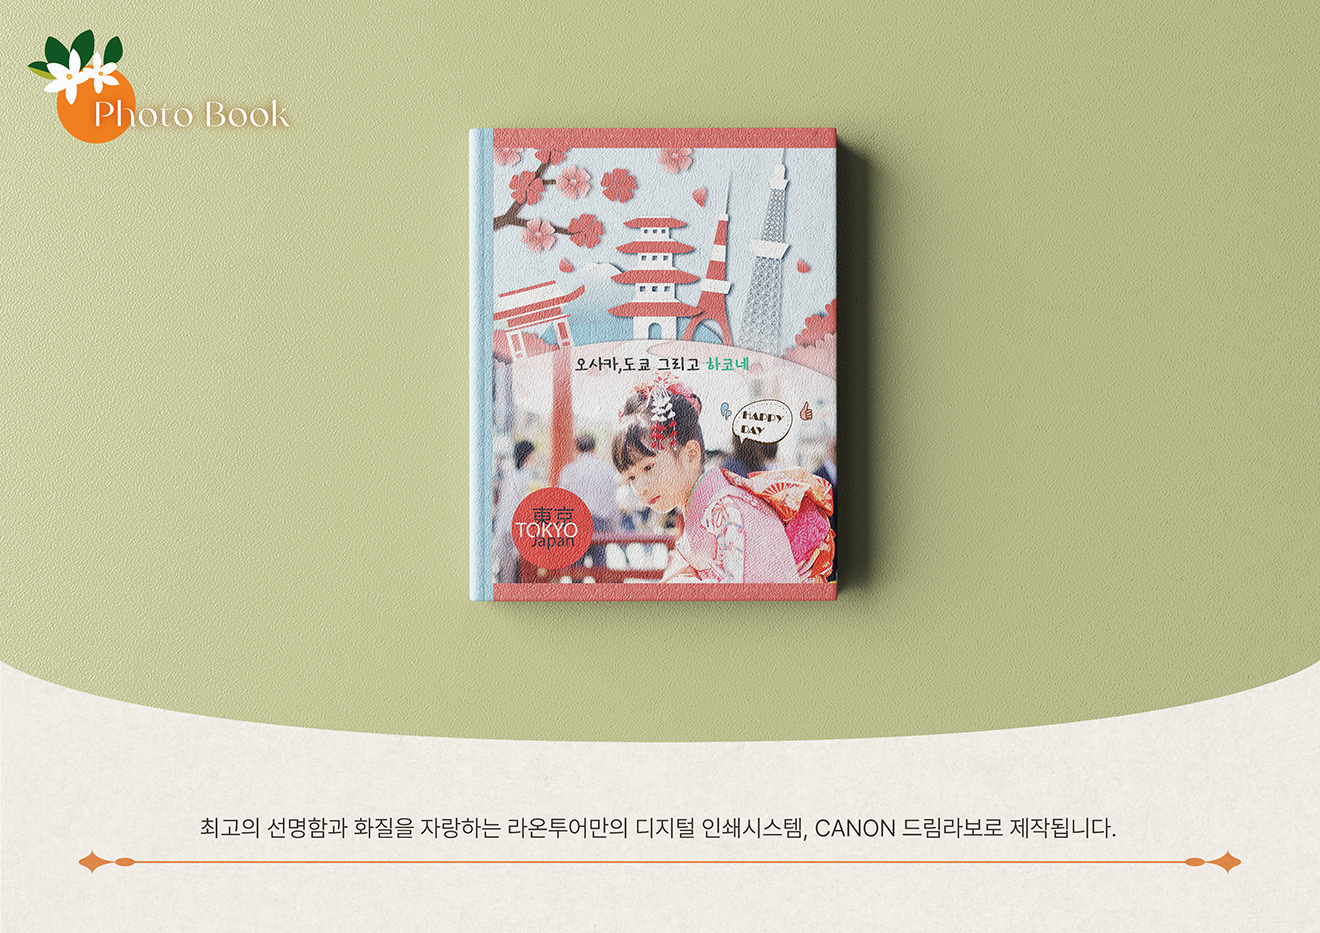 Photo Book
오사카,도쿄 그리고 하코네
HAPPY
DAY
東京
TOKYO
Japan
최고의 선명함과 화질을 자랑하는 라온투어만의 디지털 인쇄시스템, CANON 드림라보로 제작됩니다.